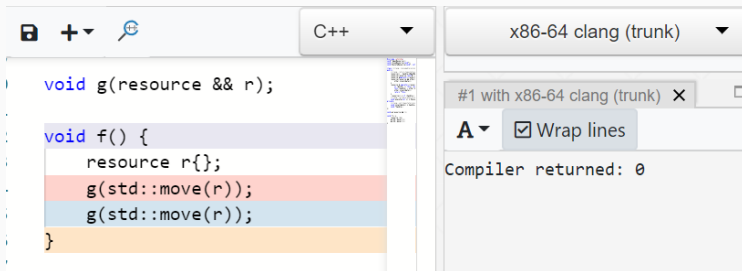 C++
x86-64 clang (trunk)
void g(resource && r);
void f() {
    resource r{};
    g(std::move(r));
    g(std::move(r));
}
#1 with x86-64 clang (trunk)
A
Wrap lines
Compiler returned: 0